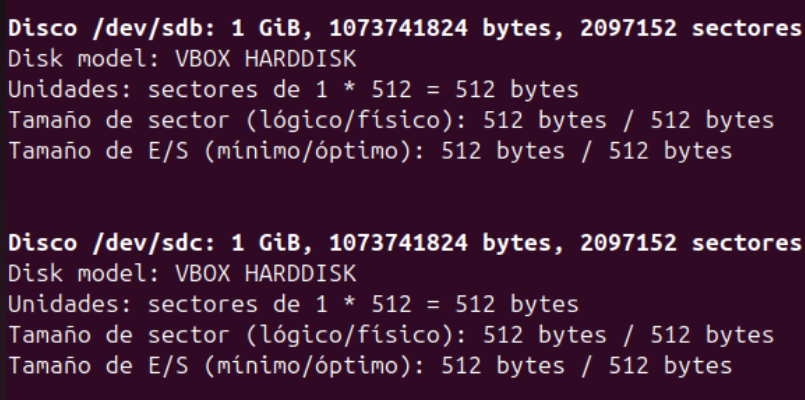 Disco /dev/sdb: 1 GiB, 1073741824 bytes, 2097152 sectores
Disk model: VBOX HARDDISK
Unidades: sectores de 1 * 512 = 512 bytes
Tamaño de sector (lógico/físico): 512 bytes / 512 bytes
Tamaño de E/S (mínimo/óptimo): 512 bytes / 512 bytes
Disco /dev/sdc: 1 GiB, 1073741824 bytes, 2097152 sectores
Disk model: VBOX HARDDISK
Unidades: sectores de 1 * 512 = 512 bytes
Tamaño de sector (lógico/físico): 512 bytes / 512 bytes
Tamaño de E/S (mínimo/óptimo): 512 bytes / 512 bytes